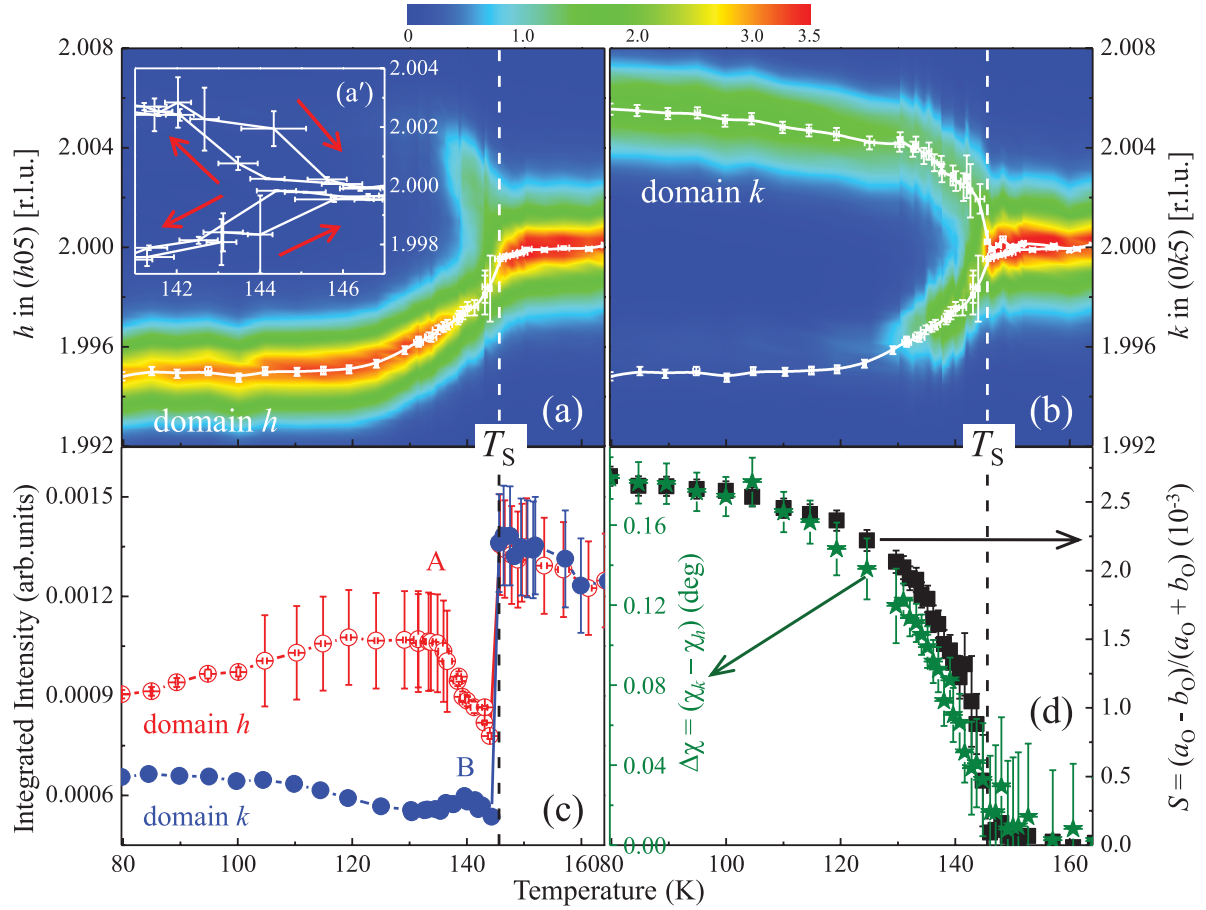 0 1.0 2.0 3.0 3.5
2.008
2.004
2.000
1.996
1.992
h in (h05) [r.l.u.]
(a′)
2.004
2.002
2.000
1.998
142 144 146
domain h
(a)
domain k
(b)
2.008
2.004
2.000
1.996
1.992
k in (0k5) [r.l.u.]
T_S
T_S
0.0015
0.0012
0.0009
0.0006
Integrated Intensity (arb.units)
A
domain h
B
domain k
(c)
80 100 120 140 160
0.16
0.12
0.08
0.04
0.00
Δχ = (χ_k − χ_h) (deg)
(d)
2.5
2.0
1.5
1.0
0.5
0.0
S = (a_O - b_O)/(a_O + b_O) (10^-3)
80 100 120 140 160
Temperature (K)